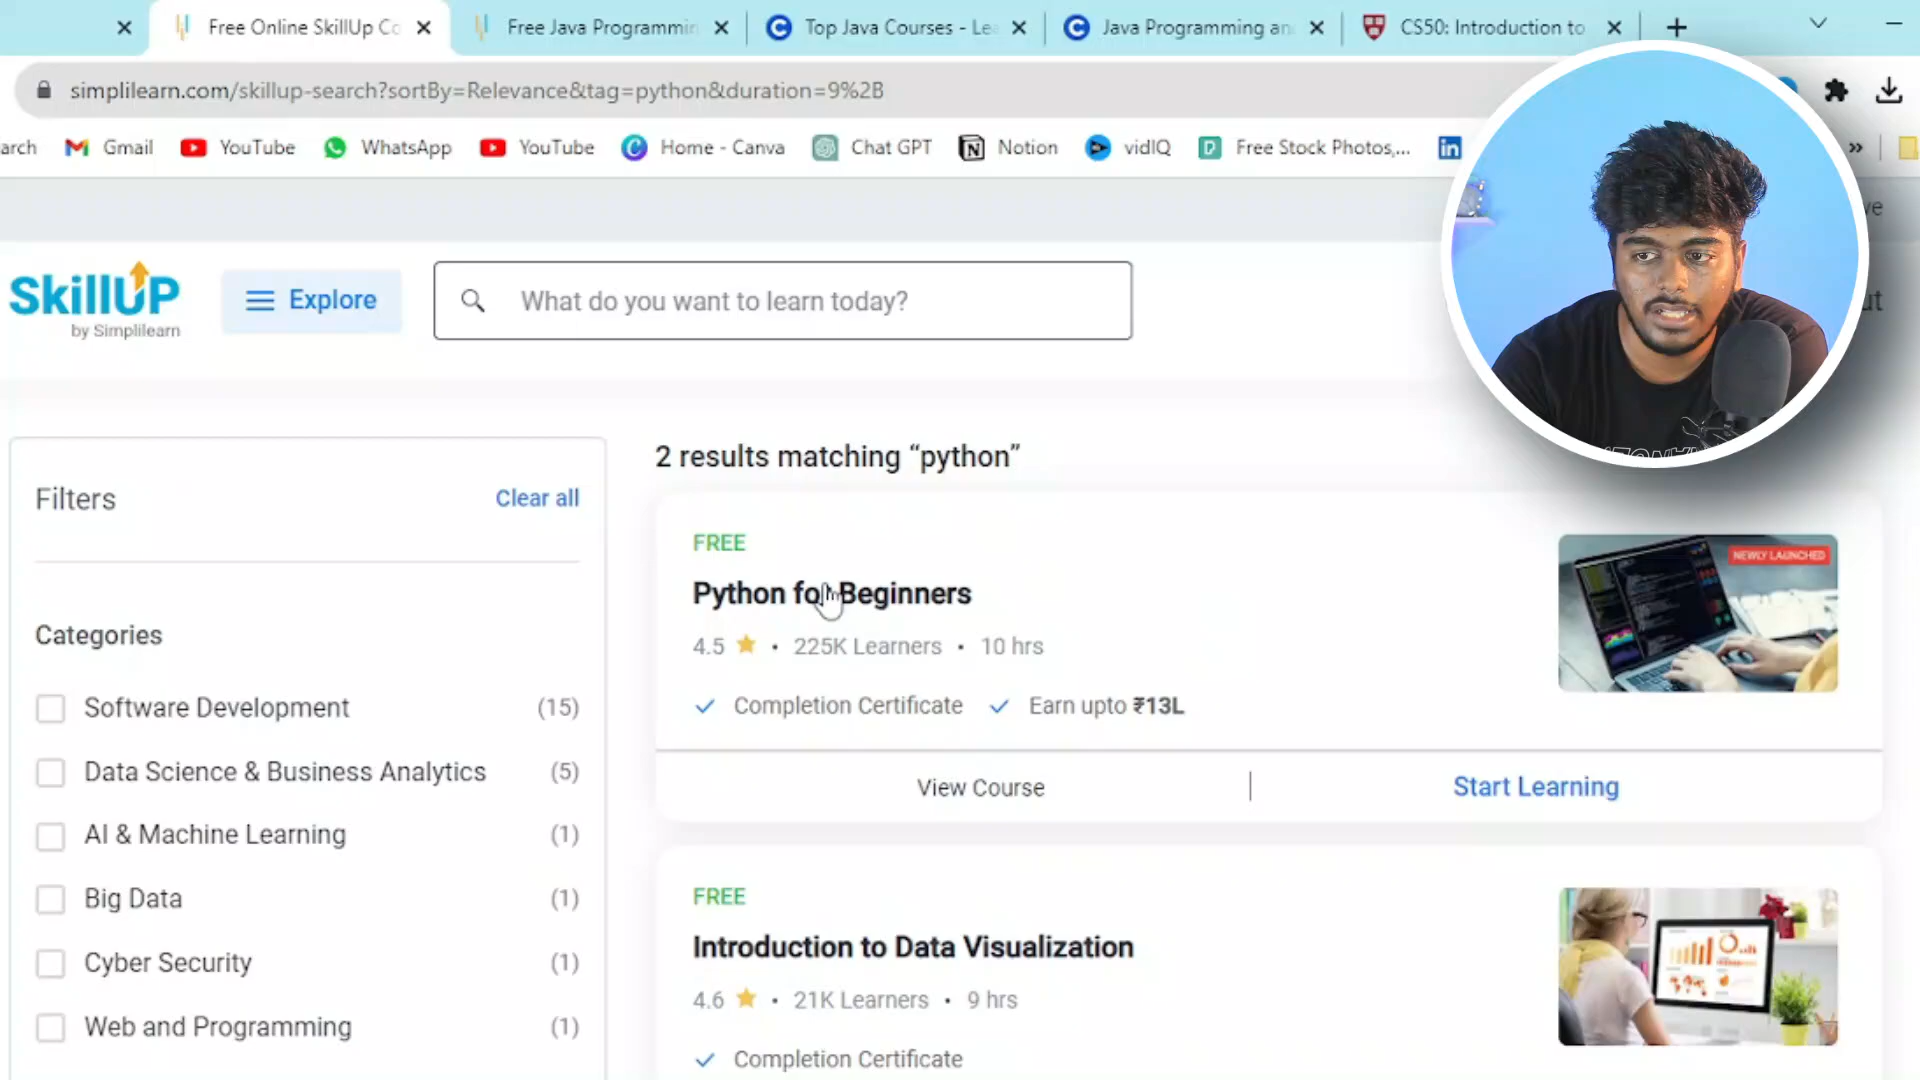 Free Online SkillUp Co
Free Java Programmin
Top Java Courses - Lea
Java Programming an
CS50: Introduction to
simplilearn.com/skillup-search?sortBy=Relevance&tag=python&duration=9%2B
arch
Gmail
YouTube
WhatsApp
YouTube
Home - Canva
Chat GPT
Notion
vidIQ
Free Stock Photos,...
SkillUP
by Simplilearn
Explore
What do you want to learn today?
ut
Filters
Clear all
Categories
Software Development (15)
Data Science & Business Analytics (5)
AI & Machine Learning (1)
Big Data (1)
Cyber Security (1)
Web and Programming (1)
2 results matching “python”
FREE
Python for Beginners
4.5 • 225K Learners • 10 hrs
Completion Certificate Earn upto ₹13L
NEWLY LAUNCHED
View Course | Start Learning
FREE
Introduction to Data Visualization
4.6 • 21K Learners • 9 hrs
Completion Certificate